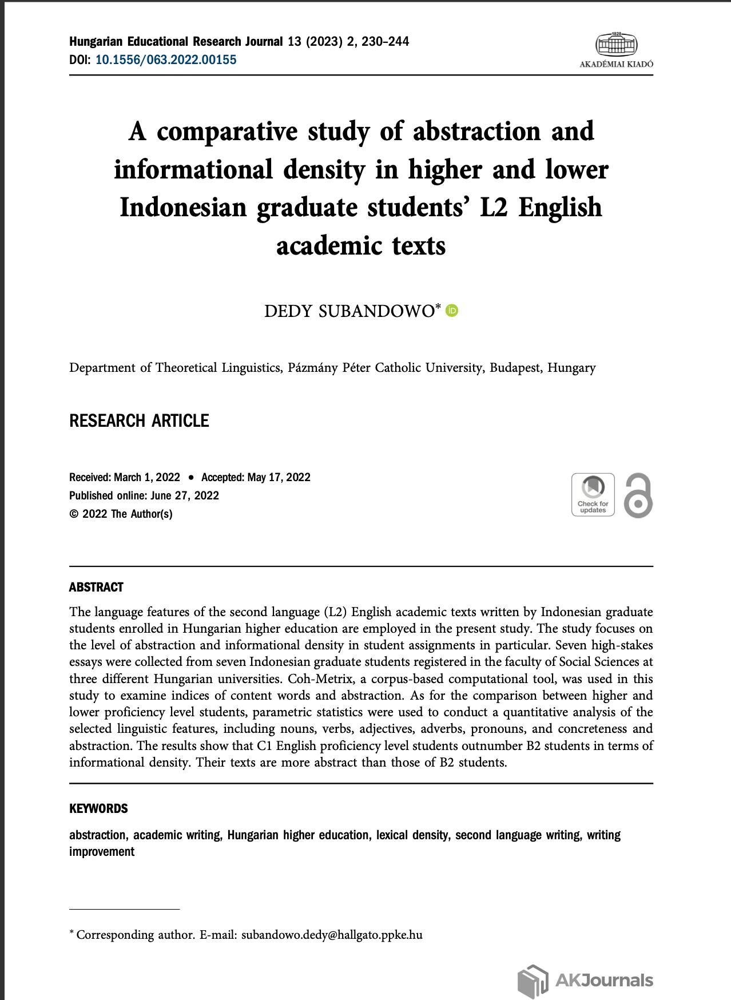 Hungarian Educational Research Journal 13 (2023) 2, 230–244
DOI: 10.1556/063.2022.00155
1828
AKADÉMIAI KIADÓ
A comparative study of abstraction and
informational density in higher and lower
Indonesian graduate students’ L2 English
academic texts
DEDY SUBANDOWO* iD
Department of Theoretical Linguistics, Pázmány Péter Catholic University, Budapest, Hungary
RESEARCH ARTICLE
Received: March 1, 2022 • Accepted: May 17, 2022
Published online: June 27, 2022
© 2022 The Author(s)
Check for
updates
ABSTRACT
The language features of the second language (L2) English academic texts written by Indonesian graduate
students enrolled in Hungarian higher education are employed in the present study. The study focuses on
the level of abstraction and informational density in student assignments in particular. Seven high-stakes
essays were collected from seven Indonesian graduate students registered in the faculty of Social Sciences at
three different Hungarian universities. Coh-Metrix, a corpus-based computational tool, was used in this
study to examine indices of content words and abstraction. As for the comparison between higher and
lower proficiency level students, parametric statistics were used to conduct a quantitative analysis of the
selected linguistic features, including nouns, verbs, adjectives, adverbs, pronouns, and concreteness and
abstraction. The results show that C1 English proficiency level students outnumber B2 students in terms of
informational density. Their texts are more abstract than those of B2 students.
KEYWORDS
abstraction, academic writing, Hungarian higher education, lexical density, second language writing, writing
improvement
* Corresponding author. E-mail: subandowo.dedy@hallgato.ppke.hu
AKJournals